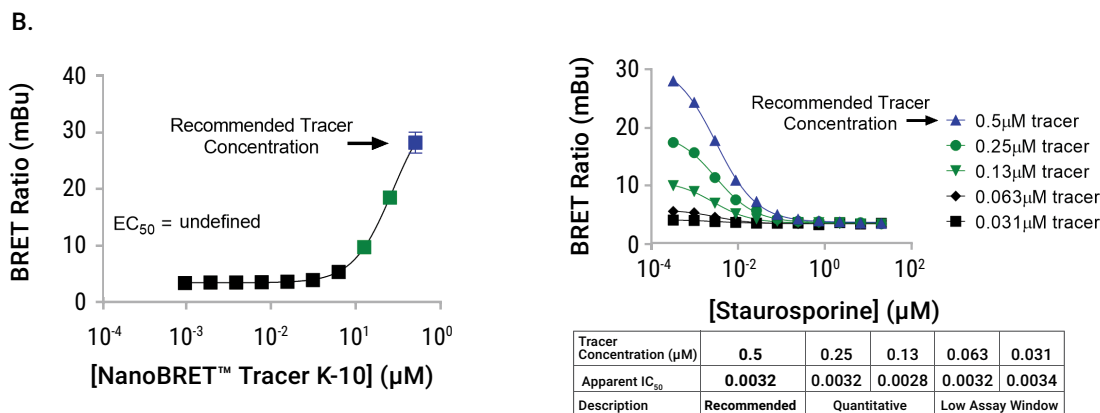 B.
BRET Ratio (mBu)
40
30
20
10
0
Recommended Tracer
Concentration
EC50 = undefined
10-4
10-3
10-2
101
100
[NanoBRET™ Tracer K-10] (μM)
BRET Ratio (mBu)
30
20
10
0
Recommended Tracer
Concentration
0.5μM tracer
0.25μM tracer
0.13μM tracer
0.063μM tracer
0.031μM tracer
10-4
10-2
100
102
[Staurosporine] (μM)
Tracer
Concentration (μM) 0.5 0.25 0.13 0.063 0.031
Apparent IC50 0.0032 0.0032 0.0028 0.0032 0.0034
Description Recommended Quantitative Low Assay Window